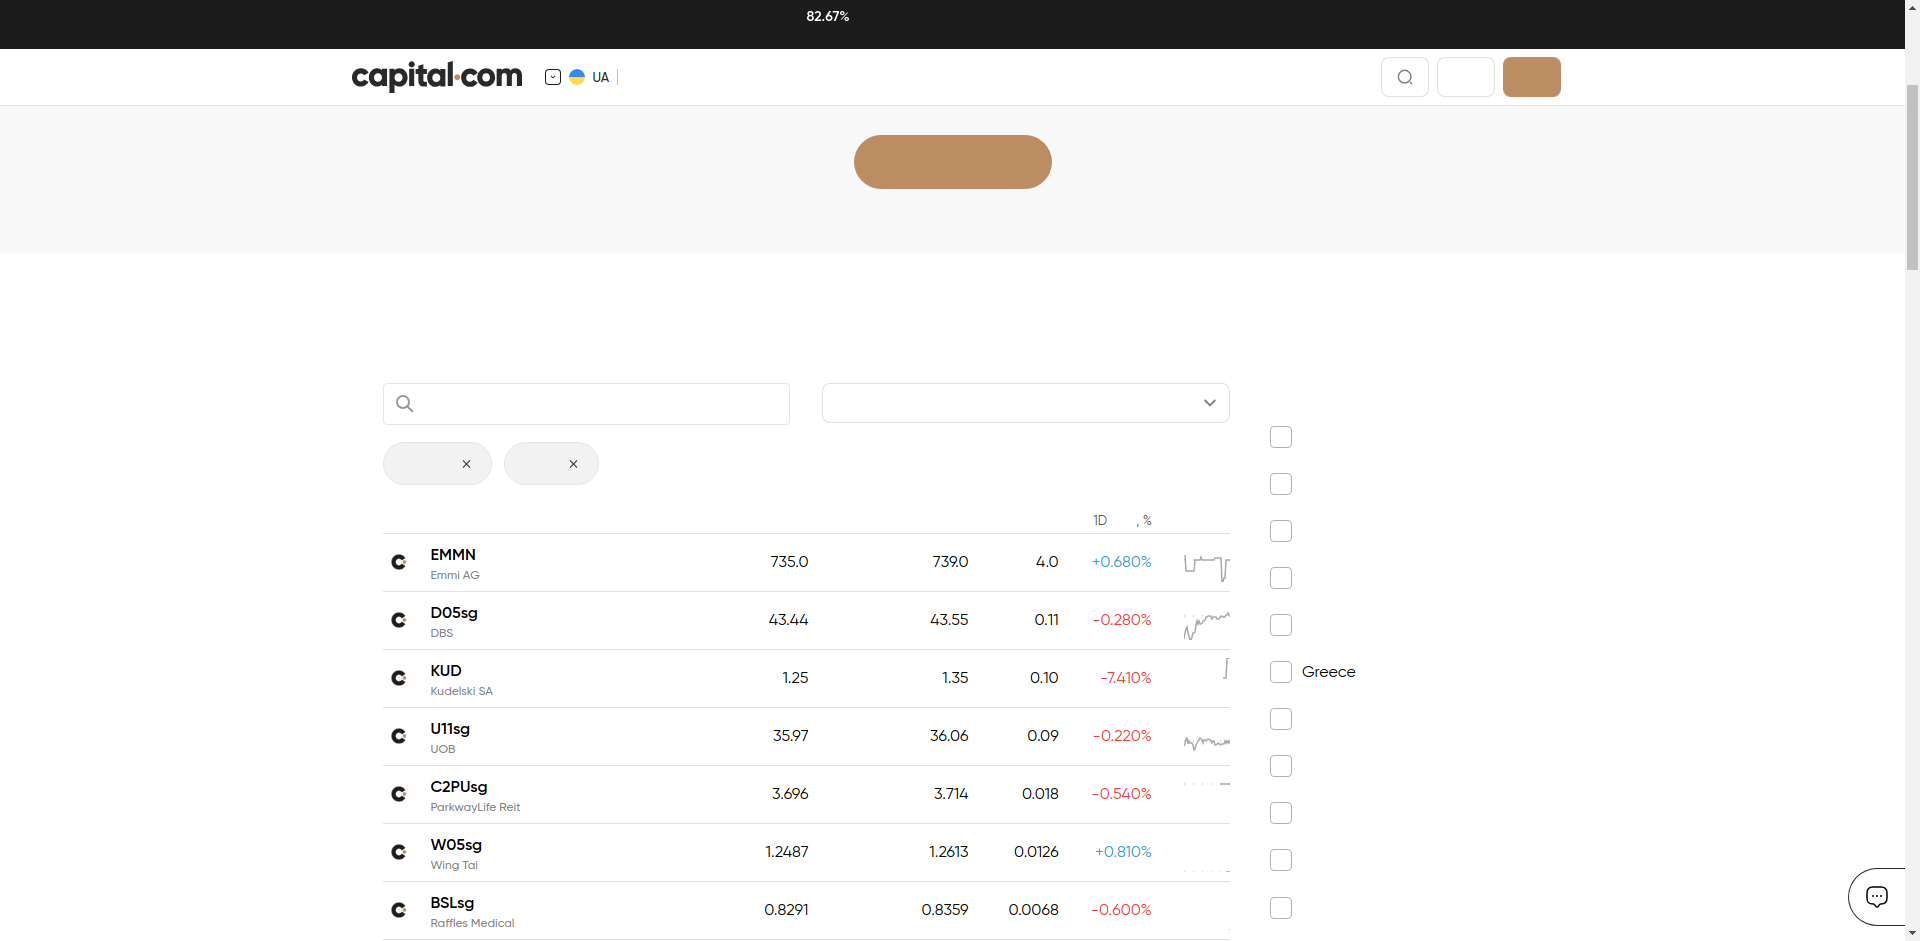 82.67%
capital.com
UA
1D , %
EMMN 735.0 739.0 4.0 +0.680%
Emmi AG
D05sg 43.44 43.55 0.11 -0.280%
DBS
KUD 1.25 1.35 0.10 -7.410%
Kudelski SA
Greece
U11sg 35.97 36.06 0.09 -0.220%
UOB
C2PUsg 3.696 3.714 0.018 -0.540%
ParkwayLife Reit
W05sg 1.2487 1.2613 0.0126 +0.810%
Wing Tai
BSLsg 0.8291 0.8359 0.0068 -0.600%
Raffles Medical